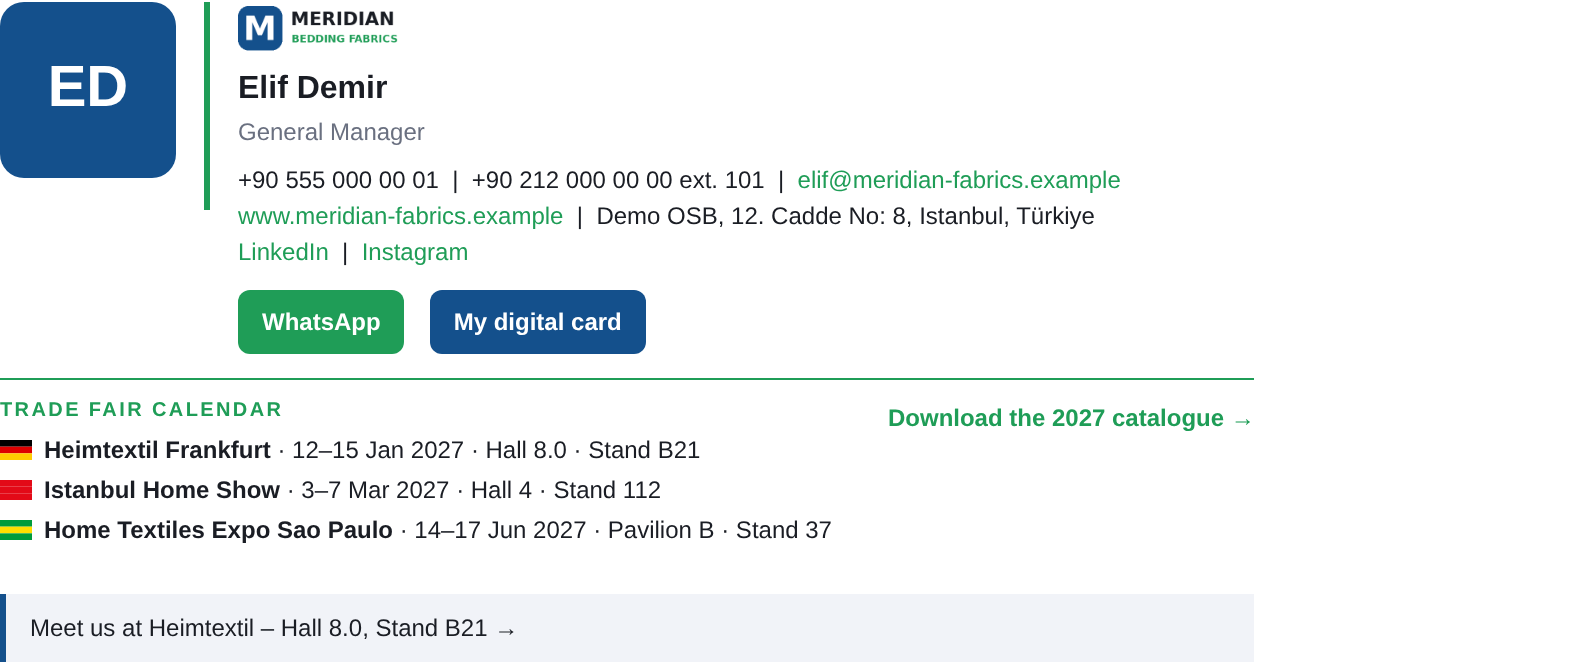 ED
M MERIDIAN
BEDDING FABRICS
Elif Demir
General Manager
+90 555 000 00 01 | +90 212 000 00 00 ext. 101 | elif@meridian-fabrics.example
www.meridian-fabrics.example | Demo OSB, 12. Cadde No: 8, Istanbul, Türkiye
LinkedIn | Instagram
WhatsApp
My digital card
TRADE FAIR CALENDAR
Download the 2027 catalogue →
Heimtextil Frankfurt · 12–15 Jan 2027 · Hall 8.0 · Stand B21
Istanbul Home Show · 3–7 Mar 2027 · Hall 4 · Stand 112
Home Textiles Expo Sao Paulo · 14–17 Jun 2027 · Pavilion B · Stand 37
Meet us at Heimtextil – Hall 8.0, Stand B21 →